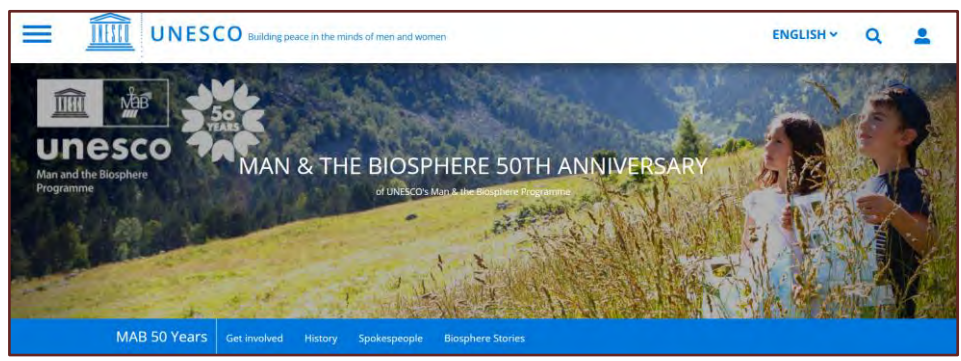 UNESCO
UNESCO Building peace in the minds of men and women
ENGLISH
MAB
50
YEARS
unesco
Man and the Biosphere
Programme
MAN & THE BIOSPHERE 50TH ANNIVERSARY
of UNESCO's Man & the Biosphere Programme
MAB 50 Years Get involved History Spokespeople Biosphere Stories